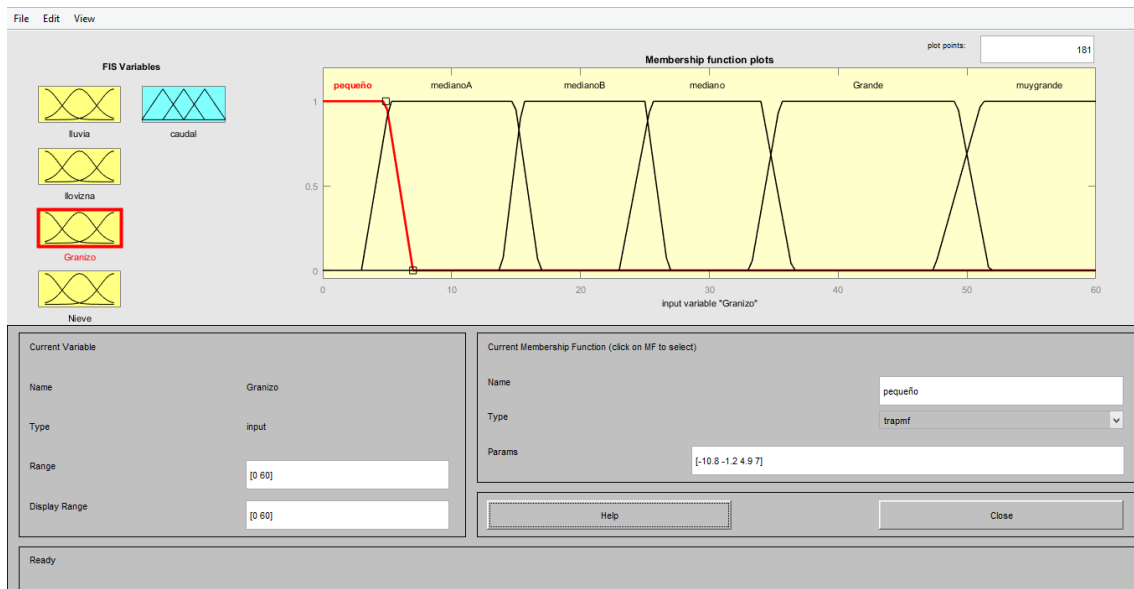 File Edit View
FIS Variables
lluvia
caudal
llovizna
Granizo
Nieve
plot points: 181
Membership function plots
pequeño medianoA medianoB mediano Grande muygrande
1
0.5
0
0 10 20 30 40 50 60
input variable "Granizo"
Current Variable
Name Granizo
Type input
Range [0 60]
Display Range [0 60]
Current Membership Function (click on MF to select)
Name pequeño
Type trapmf
Params [-10.8 -1.2 4.9 7]
Help Close
Ready